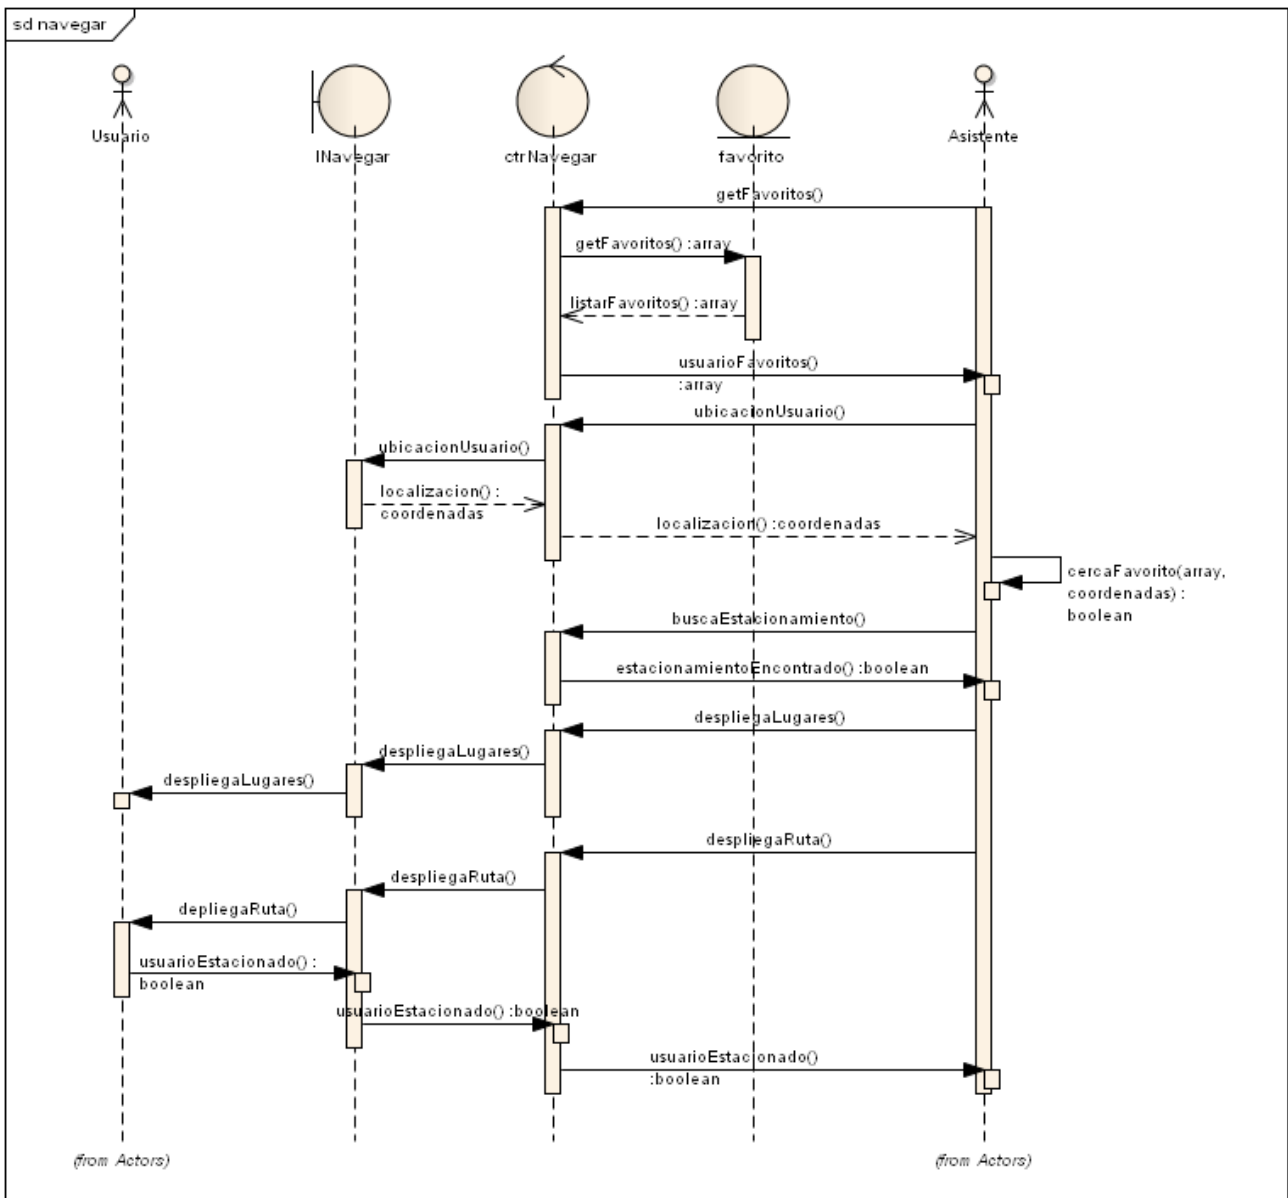 sd navegar
Usuario
INavegar
ctrNavegar
favorito
Asistente
getFavoritos()
getFavoritos() :array
listarFavoritos() :array
usuarioFavoritos()
:array
ubicacionUsuario()
ubicacionUsuario()
localizacion() :
coordenadas
localizacion() :coordenadas
cercaFavorito(array,
coordenadas) :
boolean
buscaEstacionamiento()
estacionamientoEncontrado() :boolean
despliegaLugares()
despliegaLugares()
despliegaLugares()
despliegaRuta()
despliegaRuta()
depliegaRuta()
usuarioEstacionado() :
boolean
usuarioEstacionado() :boolean
usuarioEstacionado()
:boolean
(from Actors)
(from Actors)